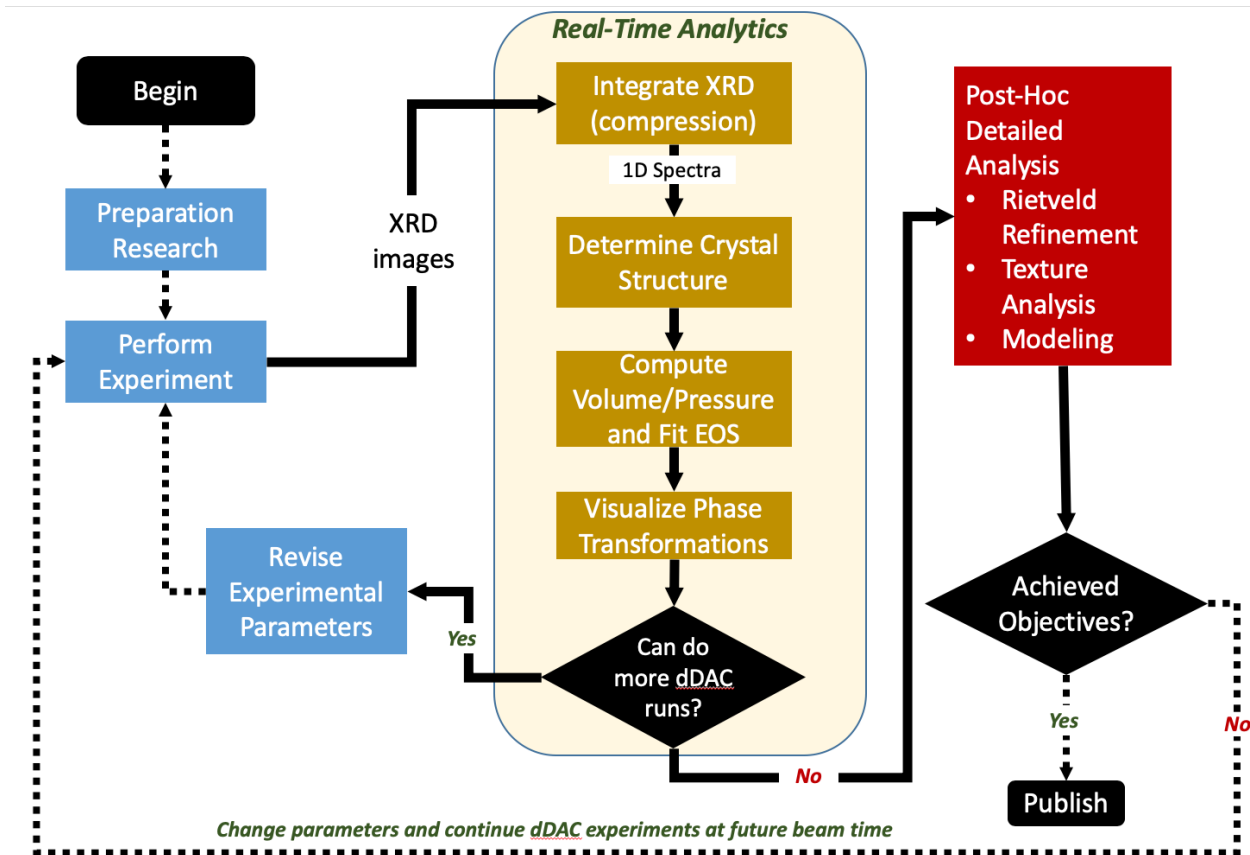 Real-Time Analytics
Begin
Preparation
Research
Perform
Experiment
XRD
images
Integrate XRD
(compression)
1D Spectra
Determine Crystal
Structure
Compute
Volume/Pressure
and Fit EOS
Visualize Phase
Transformations
Can do
more dDAC
runs?
Yes
Revise
Experimental
Parameters
No
Post-Hoc
Detailed
Analysis
• Rietveld
Refinement
• Texture
Analysis
• Modeling
Achieved
Objectives?
Yes
No
Publish
Change parameters and continue dDAC experiments at future beam time